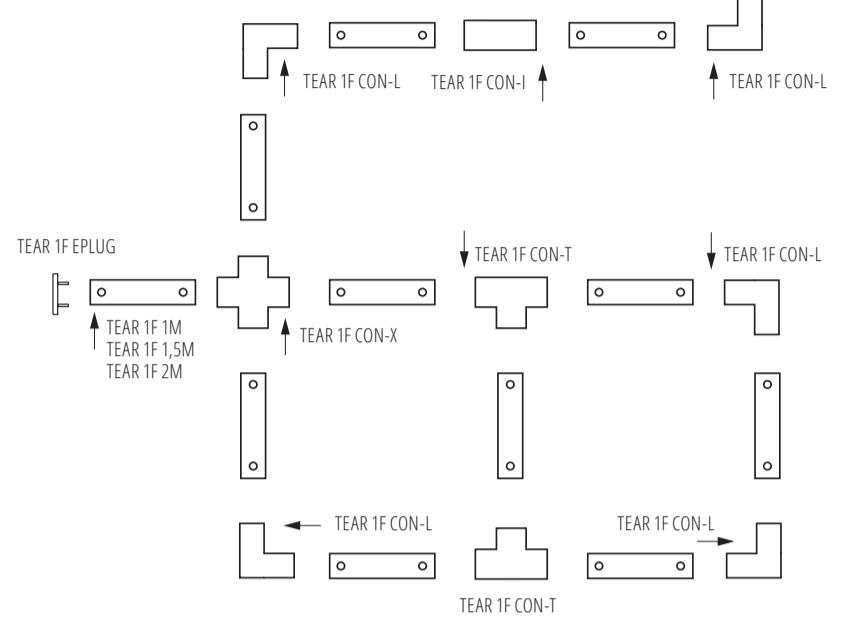 TEAR 1F CON-L
TEAR 1F CON-I
TEAR 1F CON-L
TEAR 1F EPLUG
TEAR 1F CON-T
TEAR 1F CON-L
TEAR 1F 1M
TEAR 1F 1,5M
TEAR 1F 2M
TEAR 1F CON-X
TEAR 1F CON-L
TEAR 1F CON-L
TEAR 1F CON-T